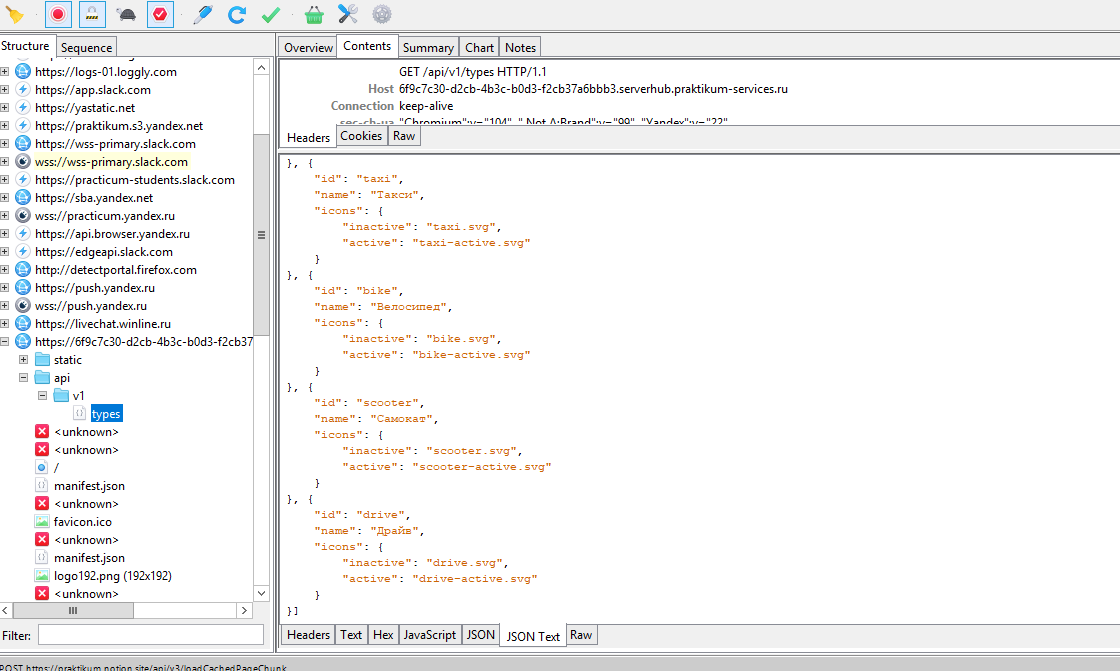 Structure
Sequence
https://logs-01.loggly.com
https://app.slack.com
https://yastatic.net
https://praktikum.s3.yandex.net
https://wss-primary.slack.com
wss://wss-primary.slack.com
https://practicum-students.slack.com
https://sba.yandex.net
wss://practicum.yandex.ru
https://api.browser.yandex.ru
https://edgeapi.slack.com
http://detectportal.firefox.com
https://push.yandex.ru
wss://push.yandex.ru
https://livechat.winline.ru
https://6f9c7c30-d2cb-4b3c-b0d3-f2cb37
static
api
v1
types
<unknown>
<unknown>
/
manifest.json
<unknown>
favicon.ico
<unknown>
manifest.json
logo192.png (192x192)
<unknown>
Filter:
Overview
Contents
Summary
Chart
Notes
GET /api/v1/types HTTP/1.1
Host 6f9c7c30-d2cb-4b3c-b0d3-f2cb37a6bbb3.serverhub.praktikum-services.ru
Connection keep-alive
sec-ch-ua "Chromium";v="104", " Not A;Brand";v="99", "Yandex";v="22"
Headers
Cookies
Raw
}, {
"id": "taxi",
"name": "Такси",
"icons": {
"inactive": "taxi.svg",
"active": "taxi-active.svg"
}
}, {
"id": "bike",
"name": "Велосипед",
"icons": {
"inactive": "bike.svg",
"active": "bike-active.svg"
}
}, {
"id": "scooter",
"name": "Самокат",
"icons": {
"inactive": "scooter.svg",
"active": "scooter-active.svg"
}
}, {
"id": "drive",
"name": "Драйв",
"icons": {
"inactive": "drive.svg",
"active": "drive-active.svg"
}
}]
Headers
Text
Hex
JavaScript
JSON
JSON Text
Raw
POST https://praktikum.notion.site/api/v3/loadCachedPageChunk